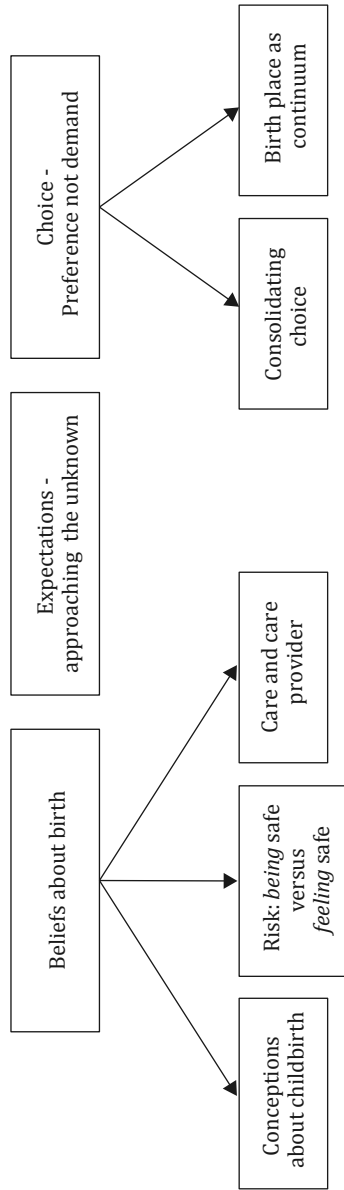 Beliefs about birth
Expectations -
approaching the unknown
Choice -
Preference not demand
Conceptions
about childbirth
Risk: being safe
versus
feeling safe
Care and care
provider
Consolidating
choice
Birth place as
continuum